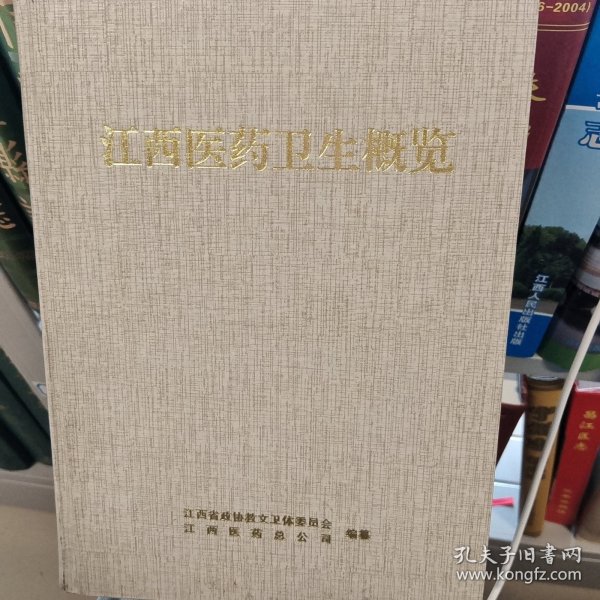 江西医药卫生概览
江西省政协教文卫体委员会
江西医药总公司
编纂
6-2004)
志
江西人民出版社出版
孔夫子旧书网
www.kongfz.com